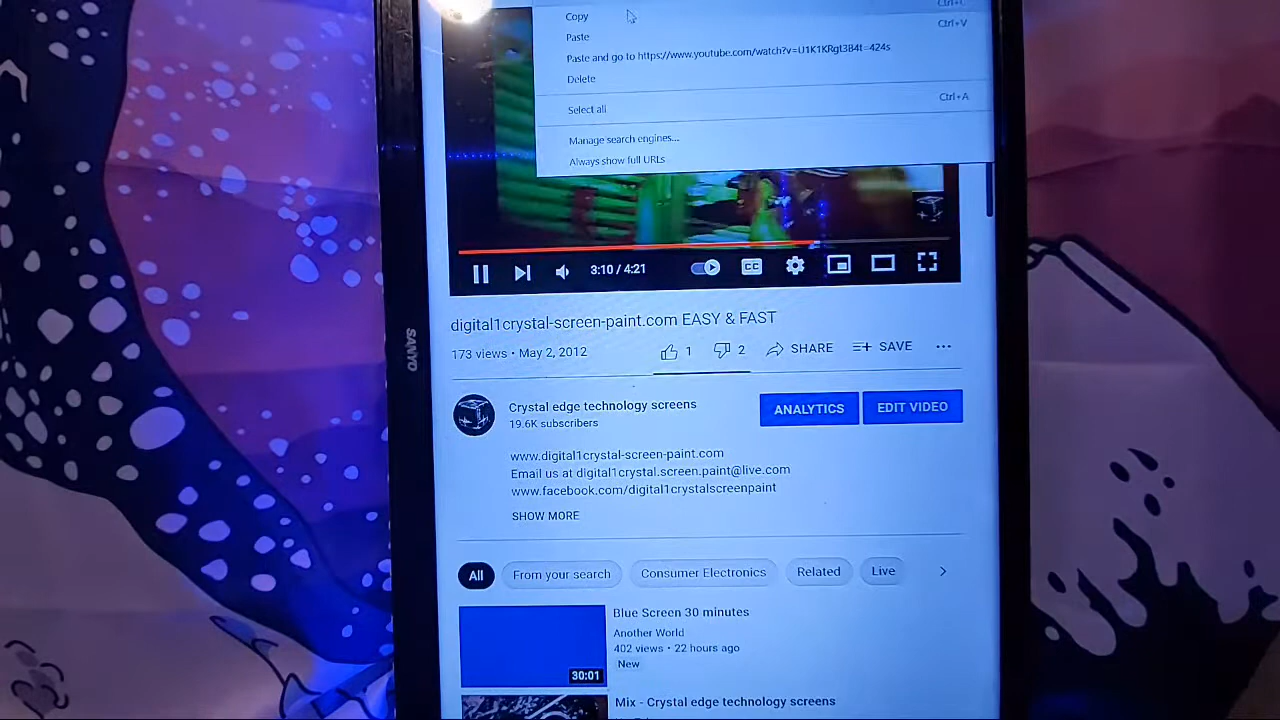 Copy
Ctrl+C
Paste
Ctrl+V
Paste and go to https://www.youtube.com/watch?v=U1K1KRgt3B4t=424s
Delete
Select all
Ctrl+A
Manage search engines...
Always show full URLs
3:10 / 4:21
CC
digital1crystal-screen-paint.com EASY & FAST
173 views • May 2, 2012
1
2
SHARE
SAVE
SANYO
Crystal edge technology screens
19.6K subscribers
ANALYTICS
EDIT VIDEO
www.digital1crystal-screen-paint.com
Email us at digital1crystal.screen.paint@live.com
www.facebook.com/digital1crystalscreenpaint
SHOW MORE
All
From your search
Consumer Electronics
Related
Live
Blue Screen 30 minutes
Another World
402 views • 22 hours ago
New
30:01
Mix - Crystal edge technology screens